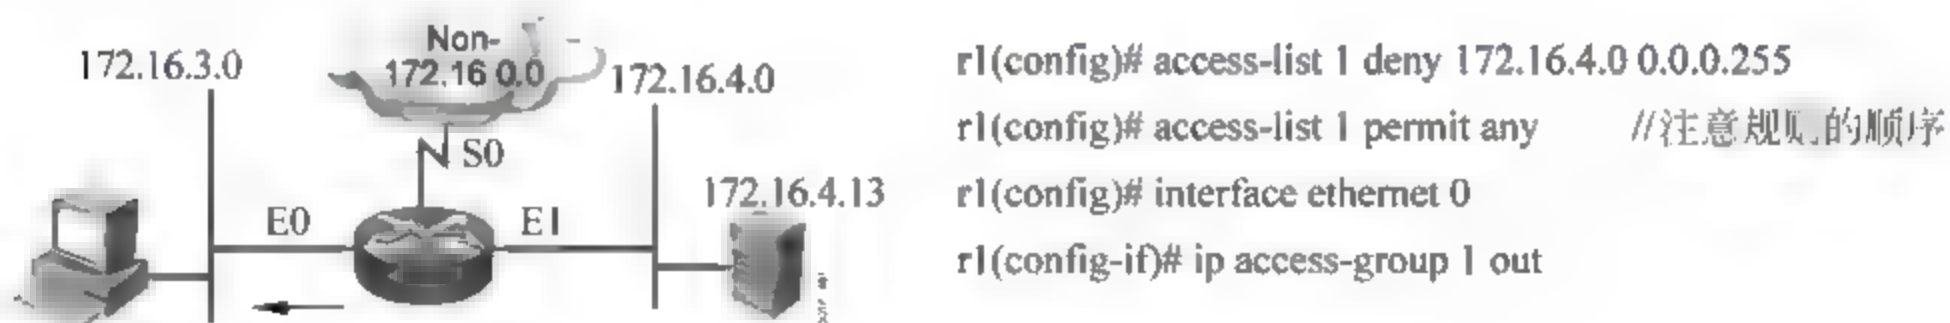 172.16.3.0
Non-
172.16 0.0
172.16.4.0
S0
172.16.4.13
E0
E1
r1(config)# access-list 1 deny 172.16.4.0 0.0.0.255
r1(config)# access-list 1 permit any //注意规则的顺序
r1(config)# interface ethernet 0
r1(config-if)# ip access-group 1 out